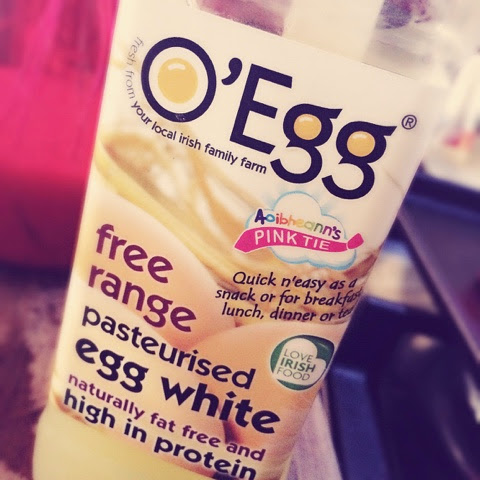 O'Egg®
fresh from your local irish family farm
Aoibheann's
PINK TIE
Quick n'easy as a
snack or for breakfast,
lunch, dinner or tea
free
range
pasteurised
egg white
naturally fat free and
high in protein
LOVE
IRISH
FOOD